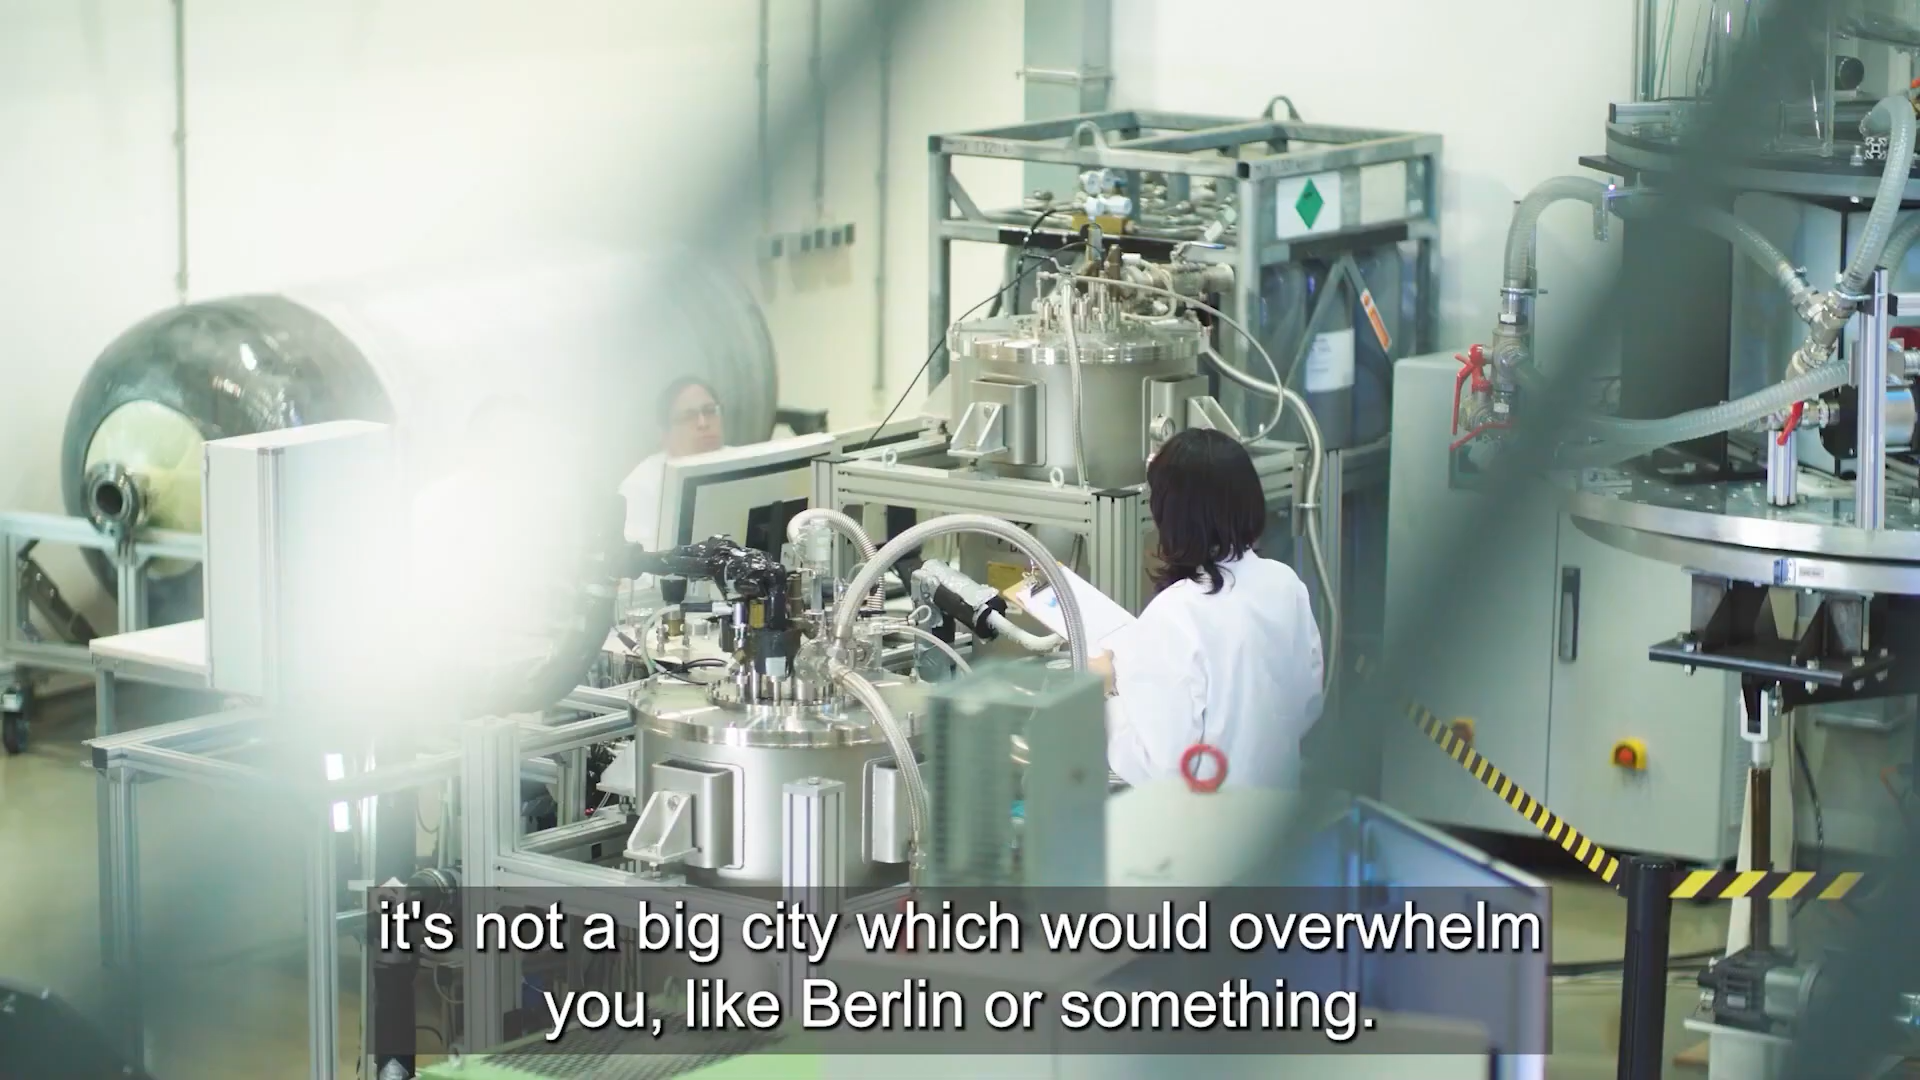 it's not a big city which would overwhelm
you, like Berlin or something.